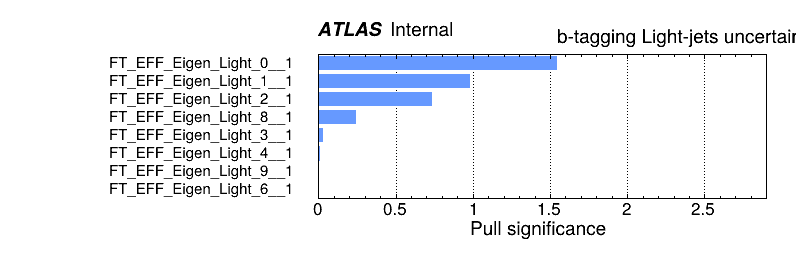 ATLAS Internal
b-tagging Light-jets uncertain
FT_EFF_Eigen_Light_0__1
FT_EFF_Eigen_Light_1__1
FT_EFF_Eigen_Light_2__1
FT_EFF_Eigen_Light_8__1
FT_EFF_Eigen_Light_3__1
FT_EFF_Eigen_Light_4__1
FT_EFF_Eigen_Light_9__1
FT_EFF_Eigen_Light_6__1
0 0.5 1 1.5 2 2.5
Pull significance